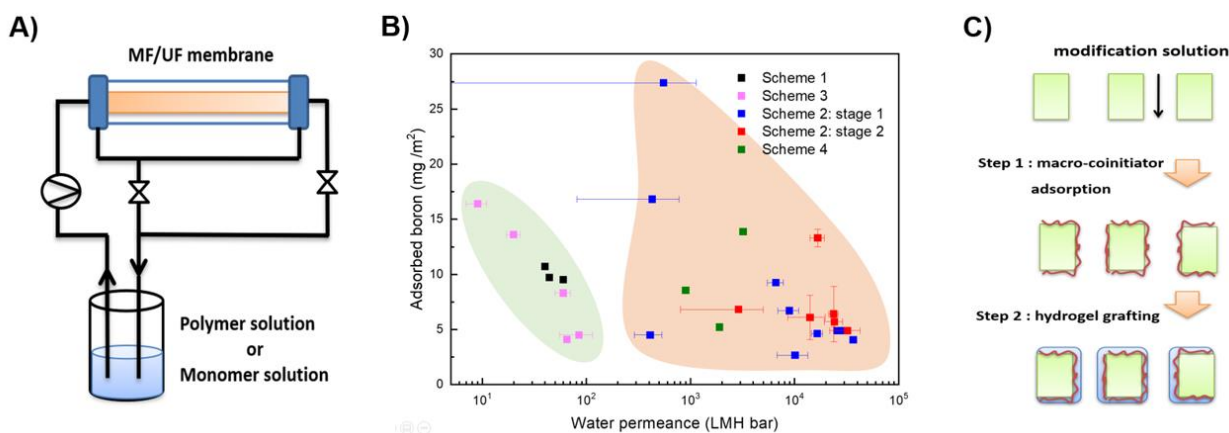 A)
MF/UF membrane
Polymer solution
or
Monomer solution
B)
Adsorbed boron (mg /m²)
30
25
20
15
10
5
0
10¹
10²
10³
10⁴
10⁵
Water permeance (LMH bar)
Scheme 1
Scheme 3
Scheme 2: stage 1
Scheme 2: stage 2
Scheme 4
C)
modification solution
Step 1 : macro-coinitiator
adsorption
Step 2 : hydrogel grafting